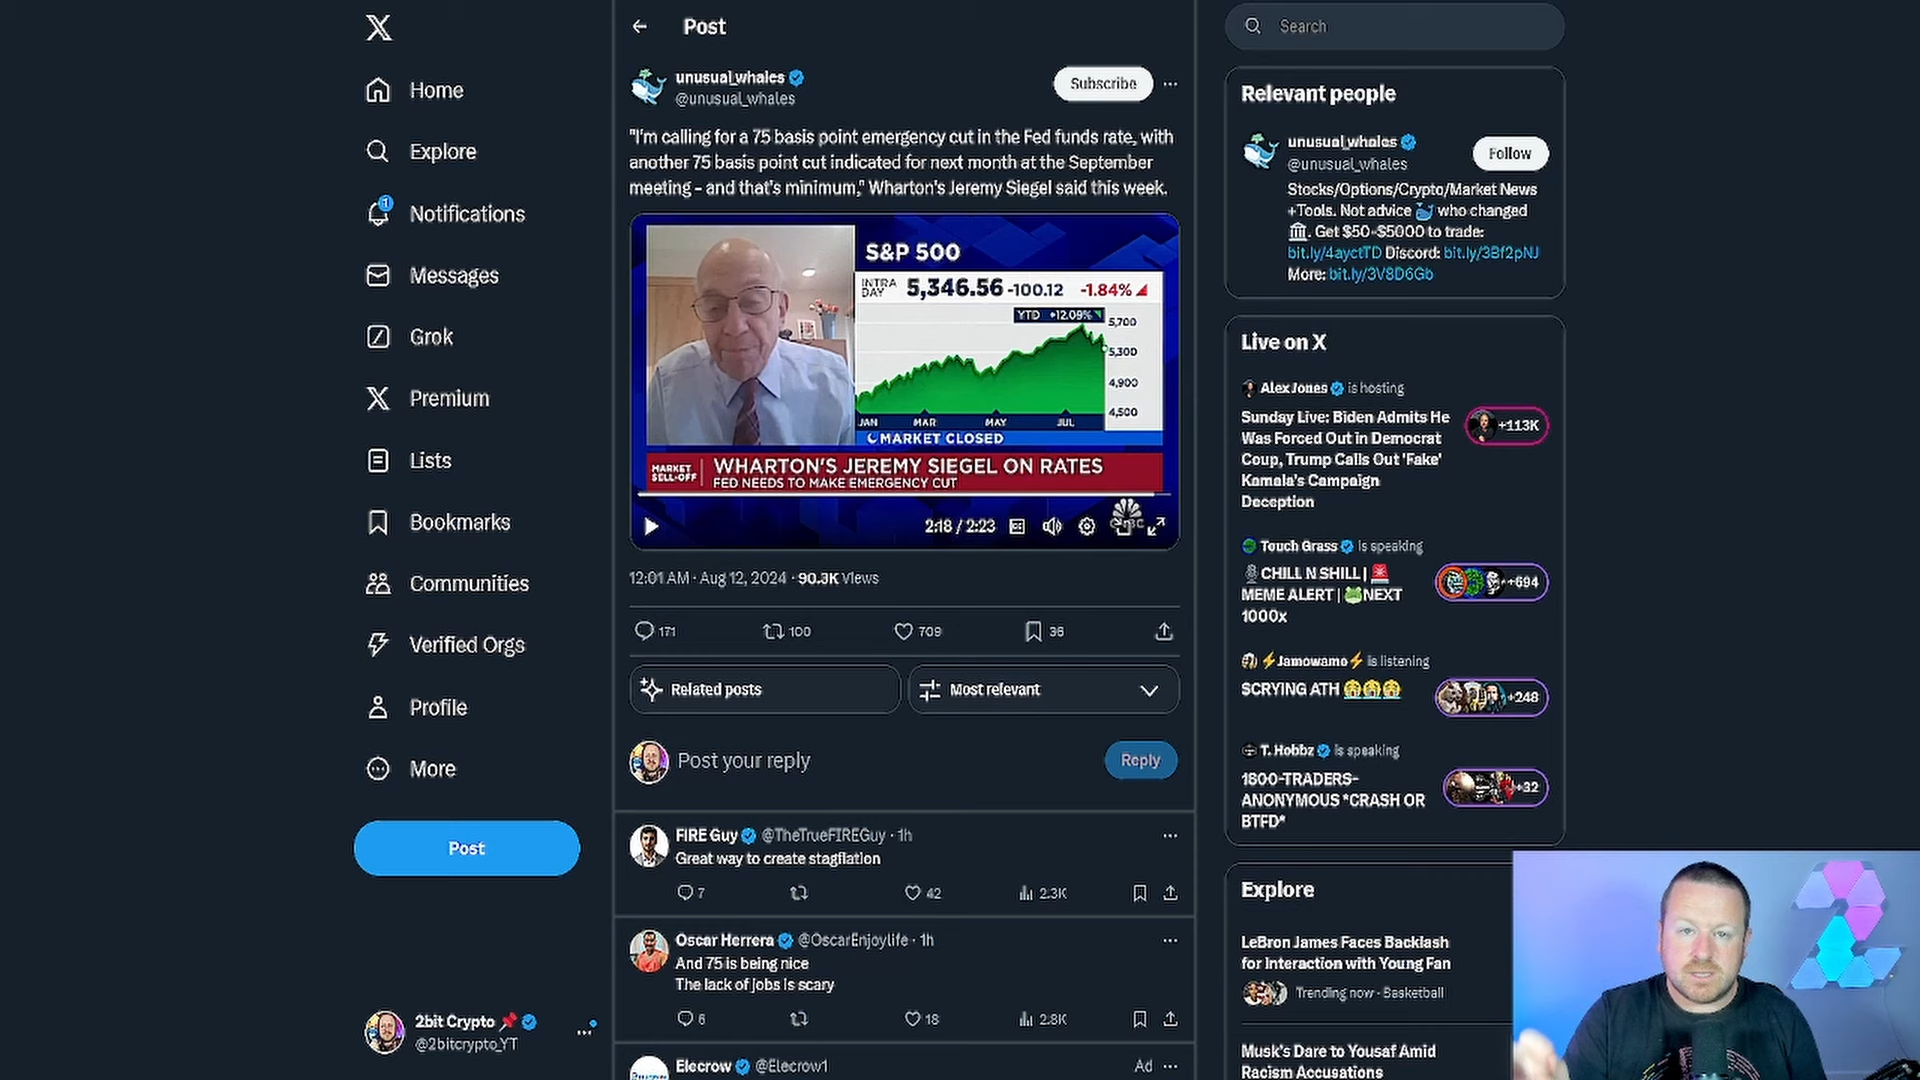 Home
Explore
1
Notifications
Messages
Grok
Premium
Lists
Bookmarks
Communities
Verified Orgs
Profile
More
Post
2bit Crypto
@2bitcrypto_YT
Post
unusual_whales
@unusual_whales
Subscribe
"I'm calling for a 75 basis point emergency cut in the Fed funds rate, with
another 75 basis point cut indicated for next month at the September
meeting - and that's minimum," Wharton's Jeremy Siegel said this week.
S&P 500
INTRA DAY 5,346.56 -100.12 -1.84%
YTD +12.09%
5,700
5,300
4,900
4,500
JAN MAR MAY JUL
MARKET CLOSED
MARKET SELL-OFF
WHARTON'S JEREMY SIEGEL ON RATES
FED NEEDS TO MAKE EMERGENCY CUT
2:18 / 2:23
12:01 AM · Aug 12, 2024 · 90.3K Views
171 100 709 36
Related posts
Most relevant
Post your reply
Reply
FIRE Guy @TheTrueFIREGuy · 1h
Great way to create stagflation
7 42 2.3K
Oscar Herrera @OscarEnjoylife · 1h
And 75 is being nice
The lack of jobs is scary
6 18 2.8K
Elecrow @Elecrow1 Ad
Search
Relevant people
unusual_whales
@unusual_whales
Follow
Stocks/Options/Crypto/Market News
+Tools. Not advice 🐳 who changed
🏛. Get $50-$5000 to trade:
bit.ly/4ayctTD Discord: bit.ly/3Bf2pNJ
More: bit.ly/3V8D6Gb
Live on X
Alex Jones is hosting
Sunday Live: Biden Admits He
Was Forced Out in Democrat
Coup, Trump Calls Out 'Fake'
Kamala's Campaign
Deception
+113K
Touch Grass is speaking
🎙CHILL N SHILL | 🚨
MEME ALERT | 🐸NEXT
1000x
+694
⚡Jamowamo⚡ is listening
$CRYING ATH 😭😭😭
+248
T. Hobbz is speaking
1800-TRADERS-
ANONYMOUS *CRASH OR
BTFD*
+32
Explore
LeBron James Faces Backlash
for Interaction with Young Fan
Trending now · Basketball
Musk's Dare to Yousaf Amid
Racism Accusations